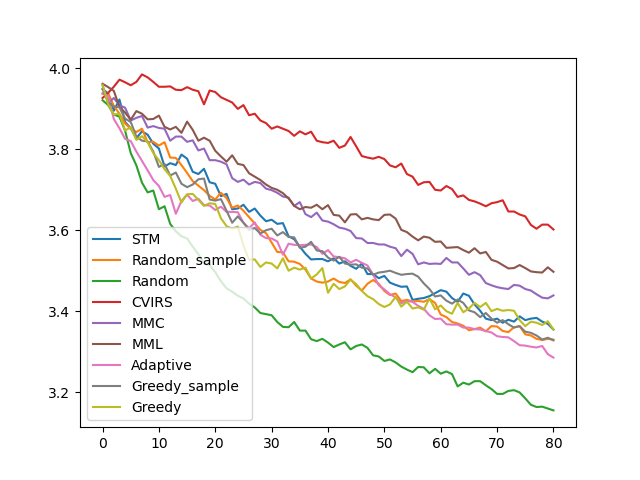 4.0
3.8
3.6
3.4
3.2
STM
Random_sample
Random
CVIRS
MMC
MML
Adaptive
Greedy_sample
Greedy
0 10 20 30 40 50 60 70 80